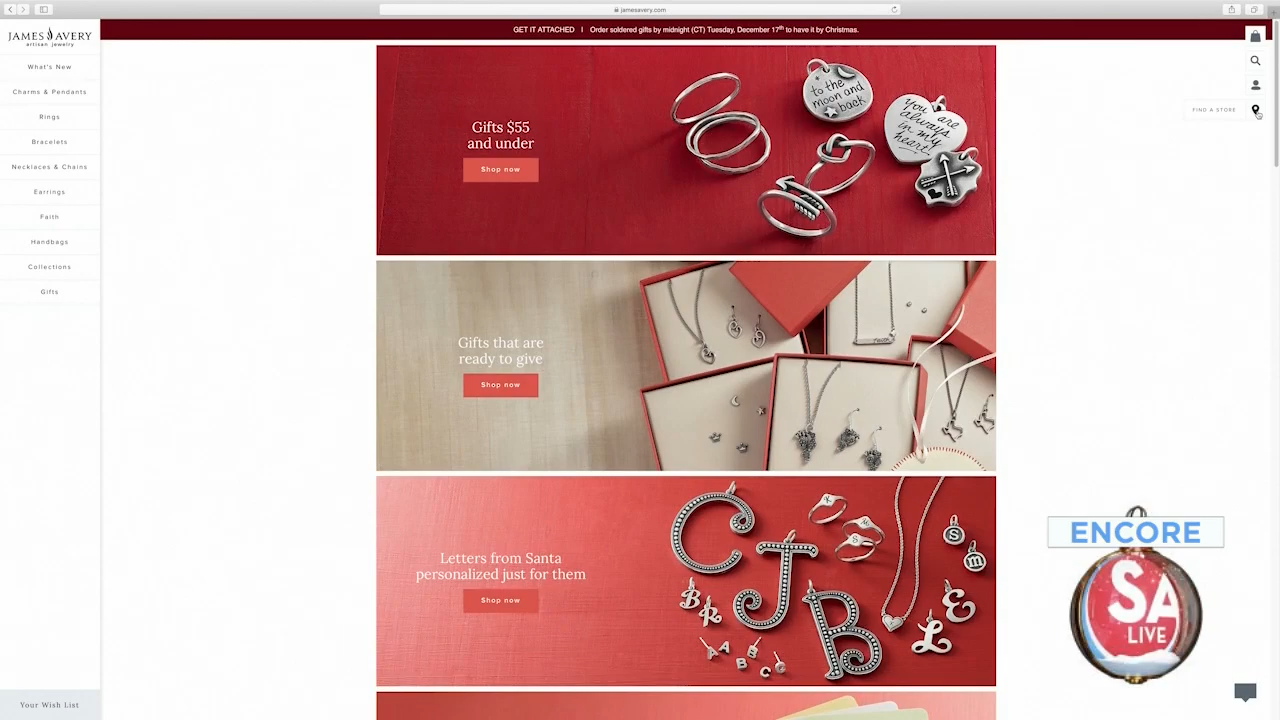 jamesavery.com
JAMES AVERY
artisan jewelry
GET IT ATTACHED | Order soldered gifts by midnight (CT) Tuesday, December 17th to have it by Christmas.
What's New
Charms & Pendants
Rings
Bracelets
Necklaces & Chains
Earrings
Faith
Handbags
Collections
Gifts
Your Wish List
FIND A STORE
Gifts $55
and under
Shop now
to the
moon and
back
You are
always
in my
heart
Gifts that are
ready to give
Shop now
faith
Letters from Santa
personalized just for them
Shop now
C
J
B
K
M
S
S
m
B
R
L
E
A
B
C
ENCORE
SA
LIVE